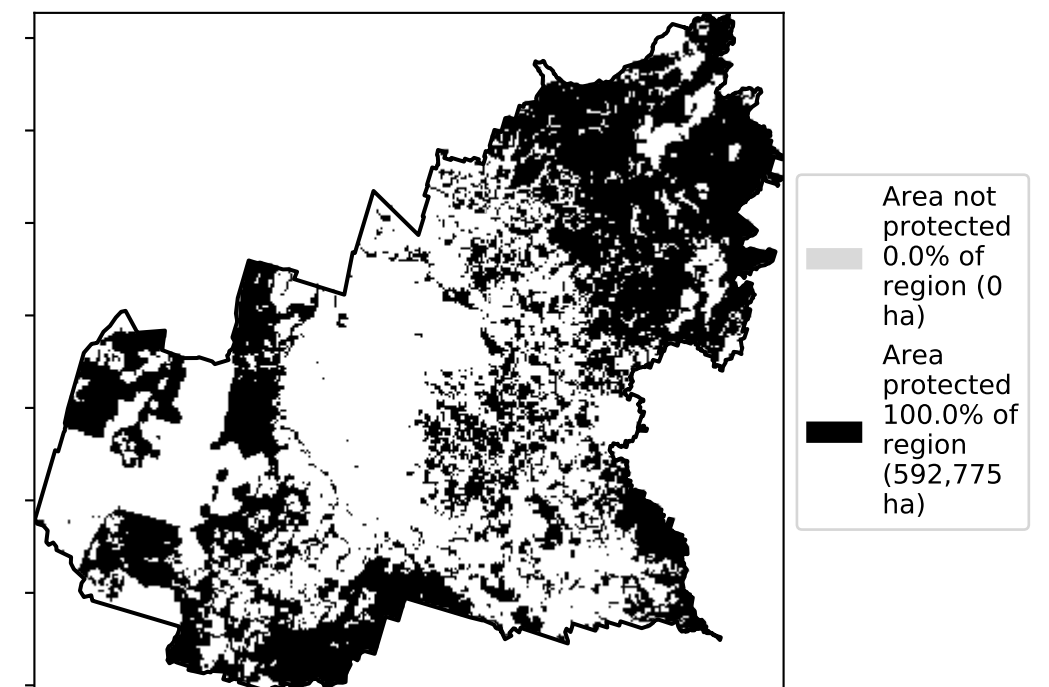 Area not
protected
0.0% of
region (0
ha)
Area
protected
100.0% of
region
(592,775
ha)